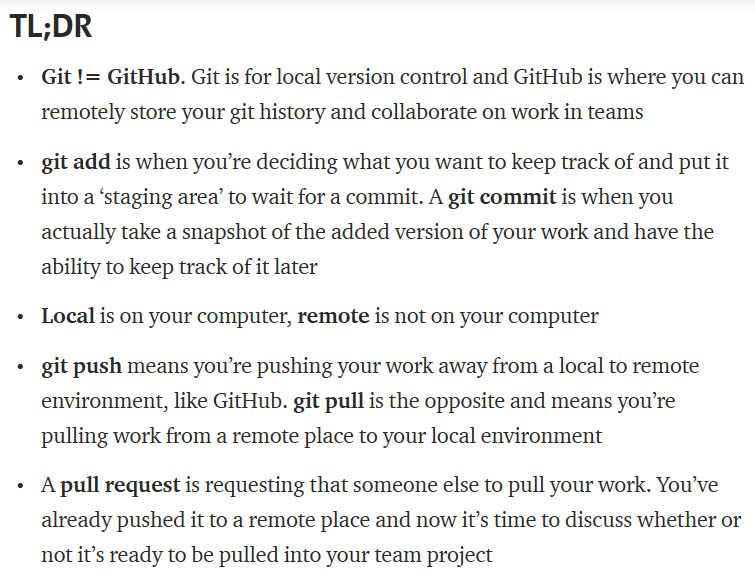 TL;DR
• Git != GitHub. Git is for local version control and GitHub is where you can
remotely store your git history and collaborate on work in teams
• git add is when you’re deciding what you want to keep track of and put it
into a ‘staging area’ to wait for a commit. A git commit is when you
actually take a snapshot of the added version of your work and have the
ability to keep track of it later
• Local is on your computer, remote is not on your computer
• git push means you’re pushing your work away from a local to remote
environment, like GitHub. git pull is the opposite and means you’re
pulling work from a remote place to your local environment
• A pull request is requesting that someone else to pull your work. You’ve
already pushed it to a remote place and now it’s time to discuss whether or
not it’s ready to be pulled into your team project